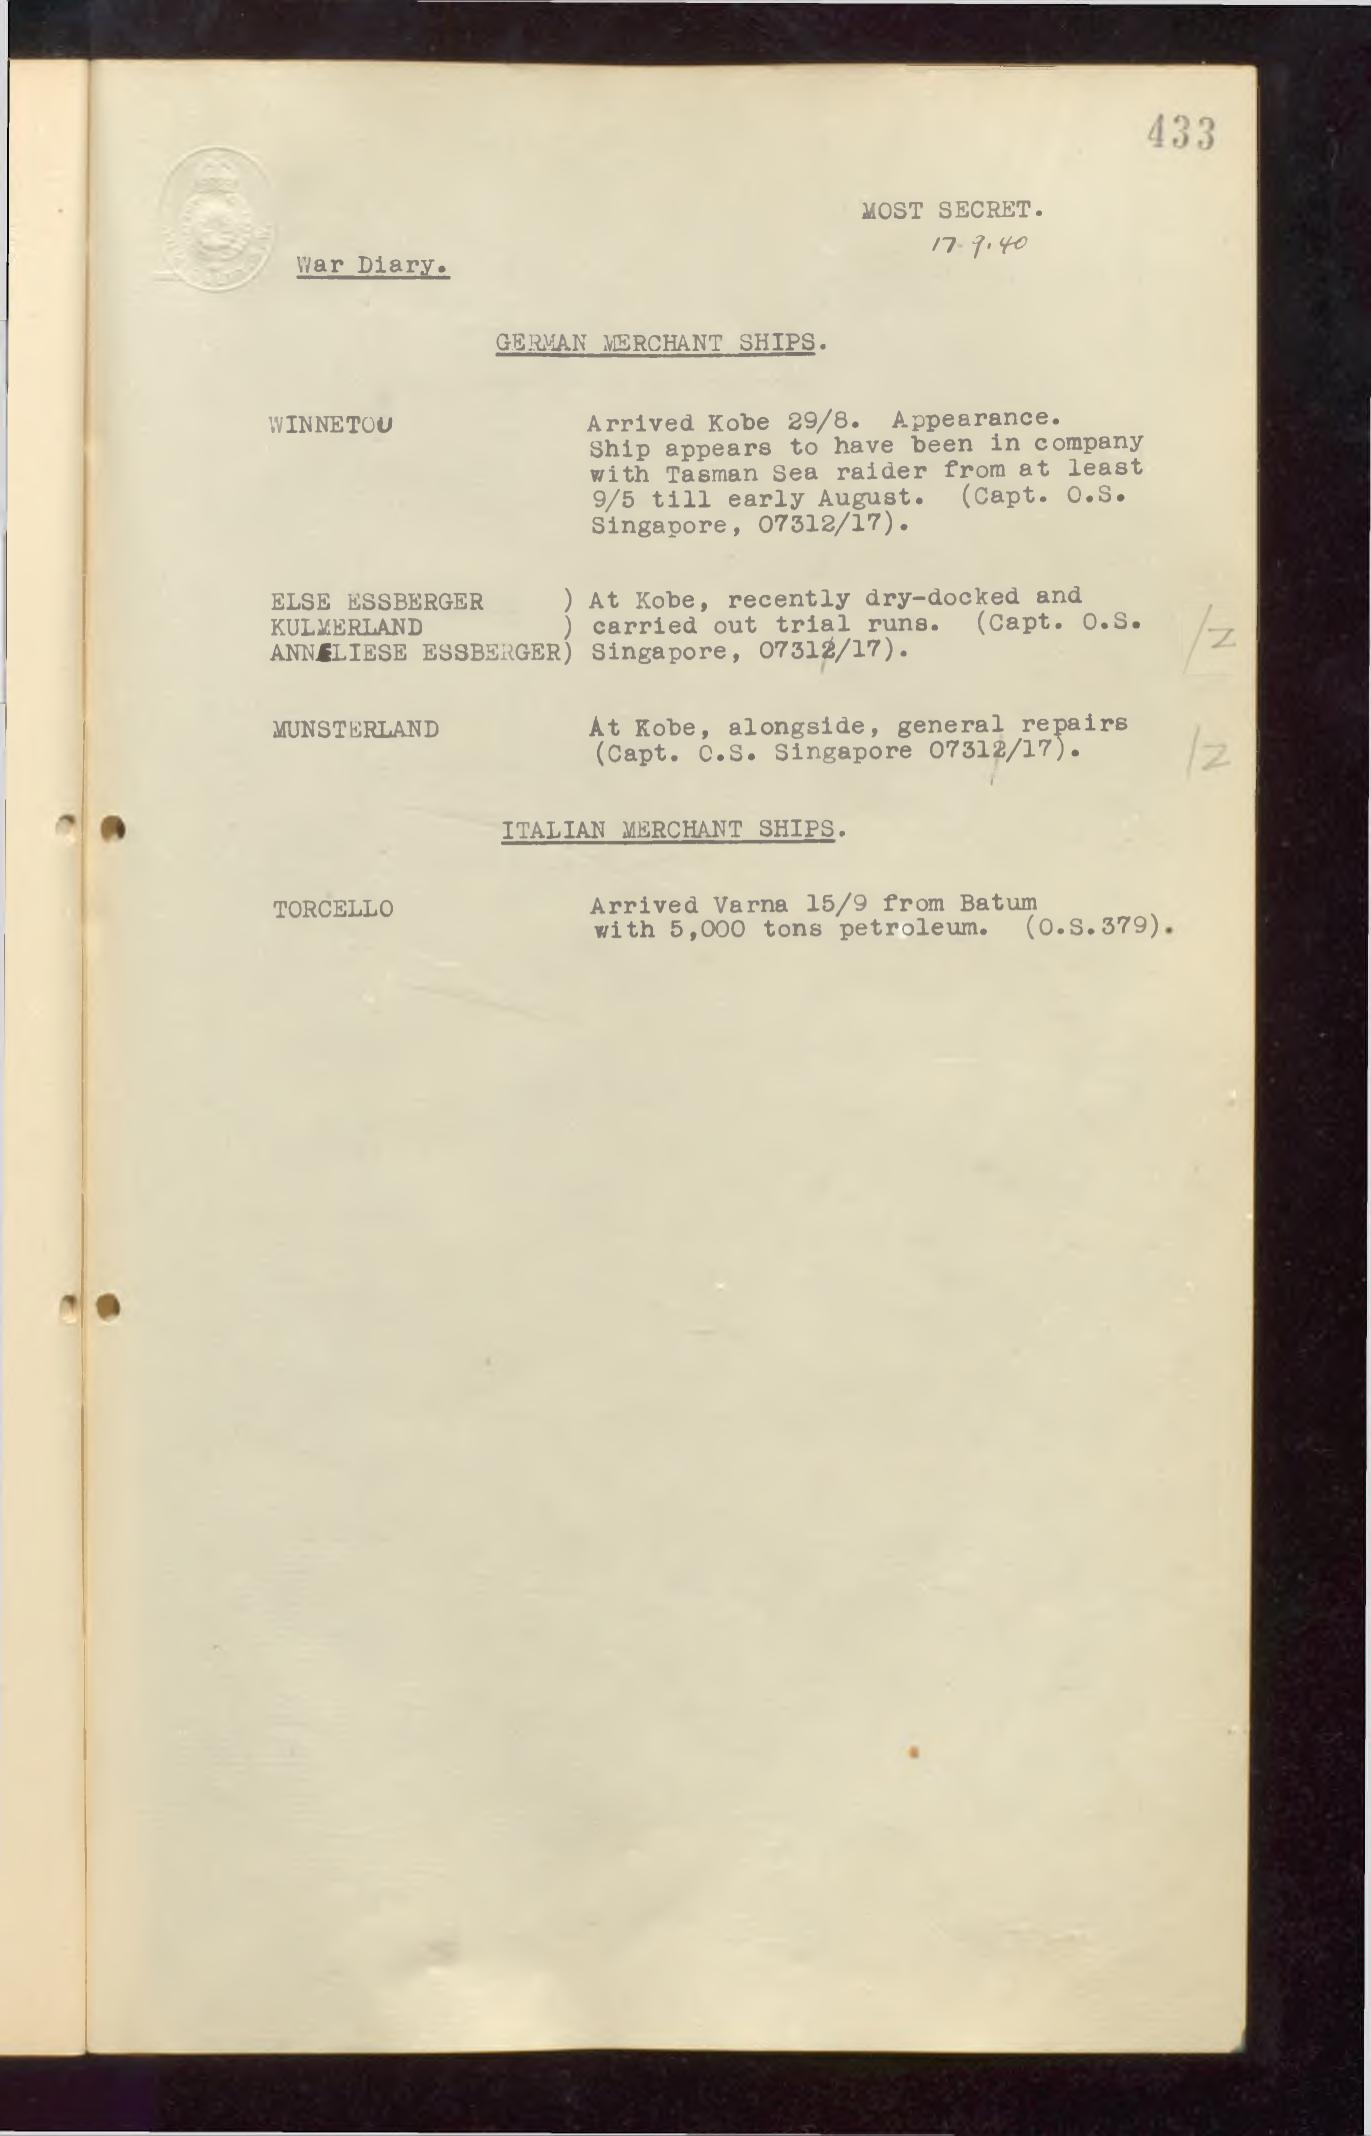 433
MOST SECRET.
17.9.40
War Diary.
GERMAN MERCHANT SHIPS.
WINNETOU Arrived Kobe 29/8. Appearance.
Ship appears to have been in company
with Tasman Sea raider from at least
9/5 till early August. (Capt. O.S.
Singapore, 07312/17).
ELSE ESSBERGER ) At Kobe, recently dry-docked and
KULMERLAND ) carried out trial runs. (Capt. O.S.
ANNELIESE ESSBERGER) Singapore, 07312/17).
/2
MUNSTERLAND At Kobe, alongside, general repairs
(Capt. O.S. Singapore 07312/17).
/2
ITALIAN MERCHANT SHIPS.
TORCELLO Arrived Varna 15/9 from Batum
with 5,000 tons petroleum. (O.S.379).